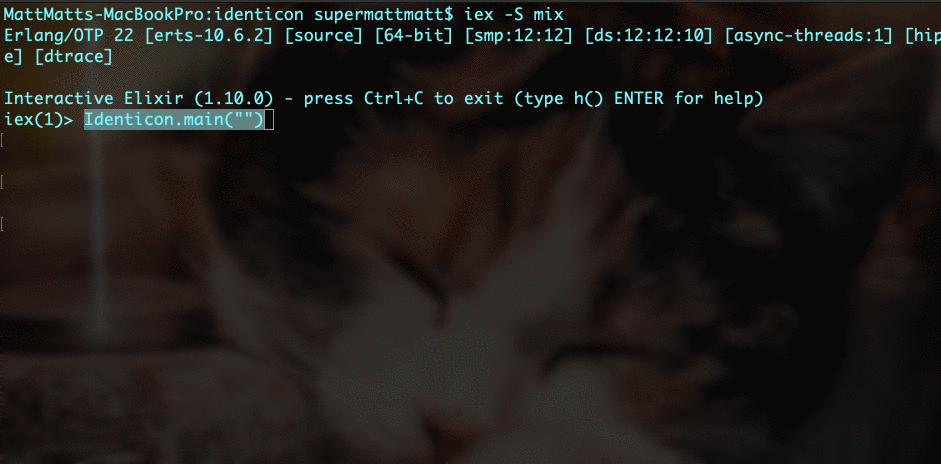 MattMatts-MacBookPro:identicon supermattmatt$ iex -S mix
Erlang/OTP 22 [erts-10.6.2] [source] [64-bit] [smp:12:12] [ds:12:12:10] [async-threads:1] [hip
e] [dtrace]
Interactive Elixir (1.10.0) - press Ctrl+C to exit (type h() ENTER for help)
iex(1)> Identicon.main("")